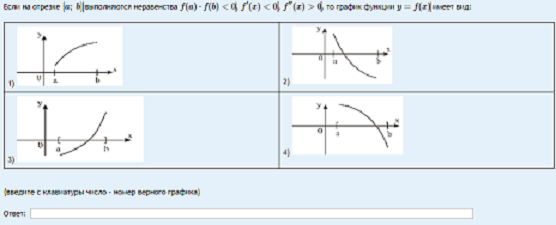 Если на отрезке [a; b] выполняются неравенства f(a) · f(b) < 0, f′(x) < 0, f″(x) > 0, то график функции y = f(x) имеет вид:
1) y 0 a b x
2) y 0 a b x
3) y 0 a b x
4) y 0 a b x
(введите с клавиатуры число - номер верного графика)
Ответ: